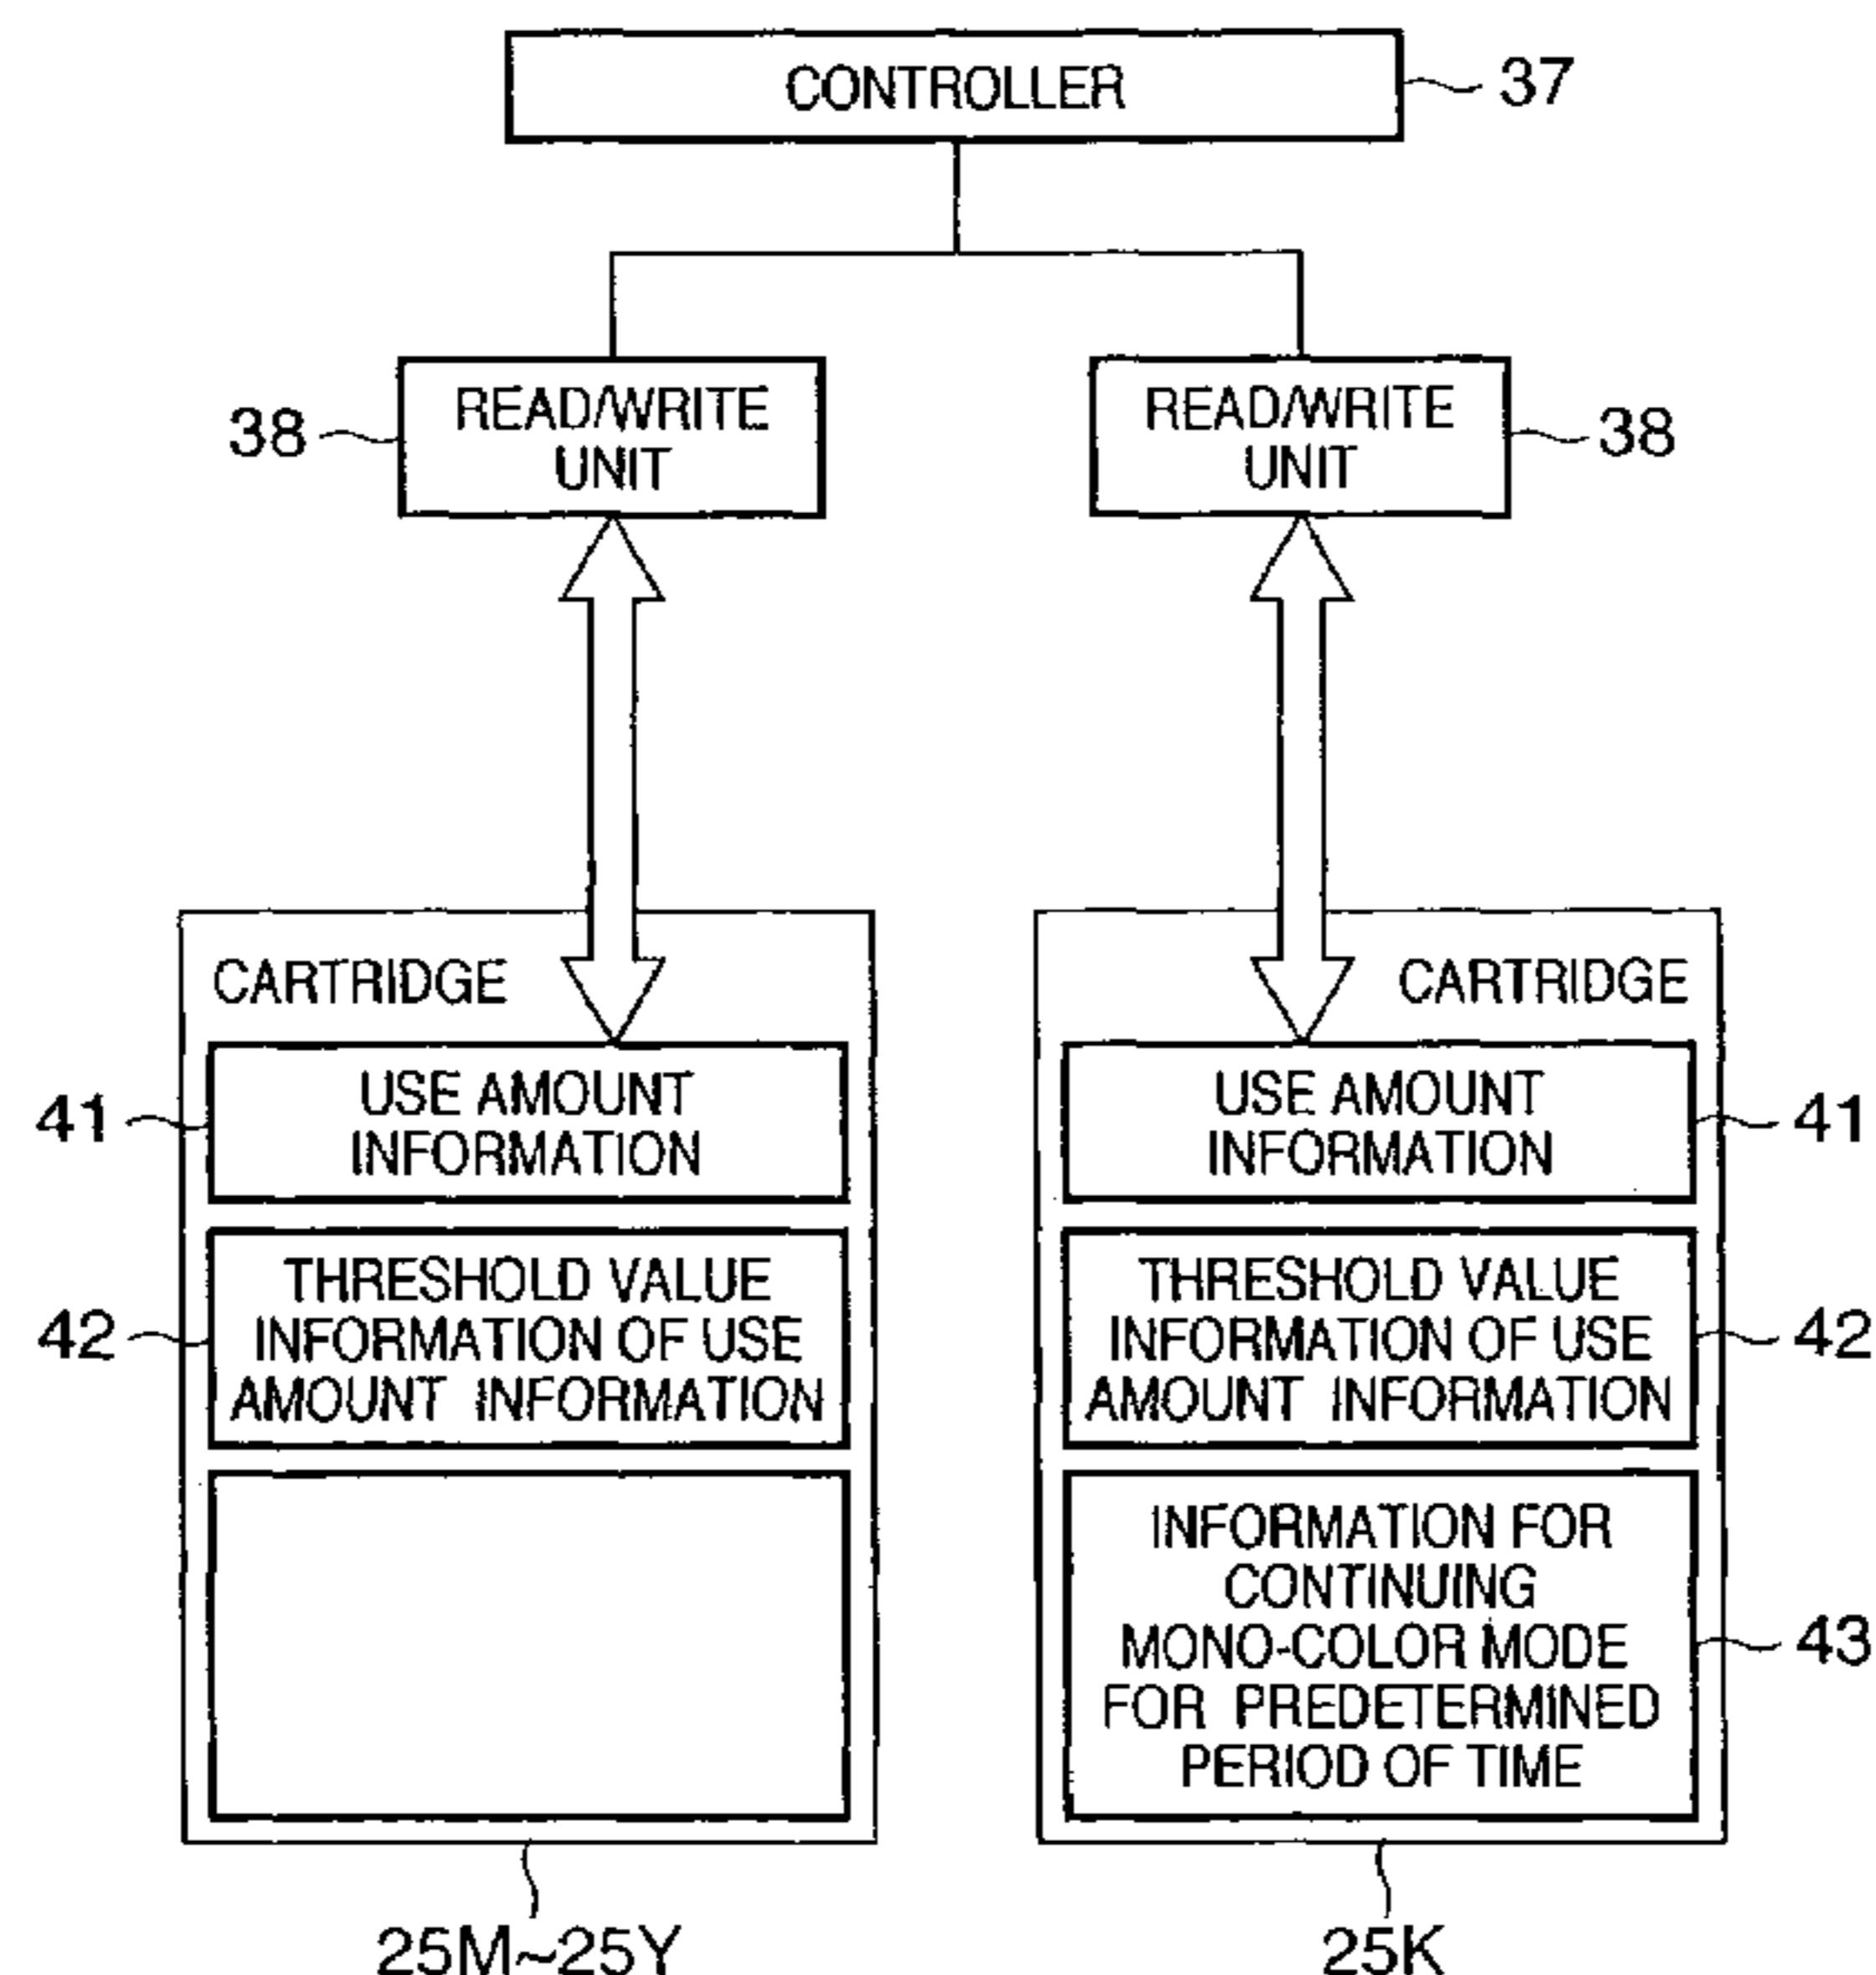 CONTROLLER
37
38
READ/WRITE
UNIT
READ/WRITE
UNIT
38
CARTRIDGE
41
USE AMOUNT
INFORMATION
42
THRESHOLD VALUE
INFORMATION OF USE
AMOUNT INFORMATION
25M~25Y
CARTRIDGE
USE AMOUNT
INFORMATION
41
THRESHOLD VALUE
INFORMATION OF USE
AMOUNT INFORMATION
42
INFORMATION FOR
CONTINUING
MONO-COLOR MODE
FOR PREDETERMINED
PERIOD OF TIME
43
25K